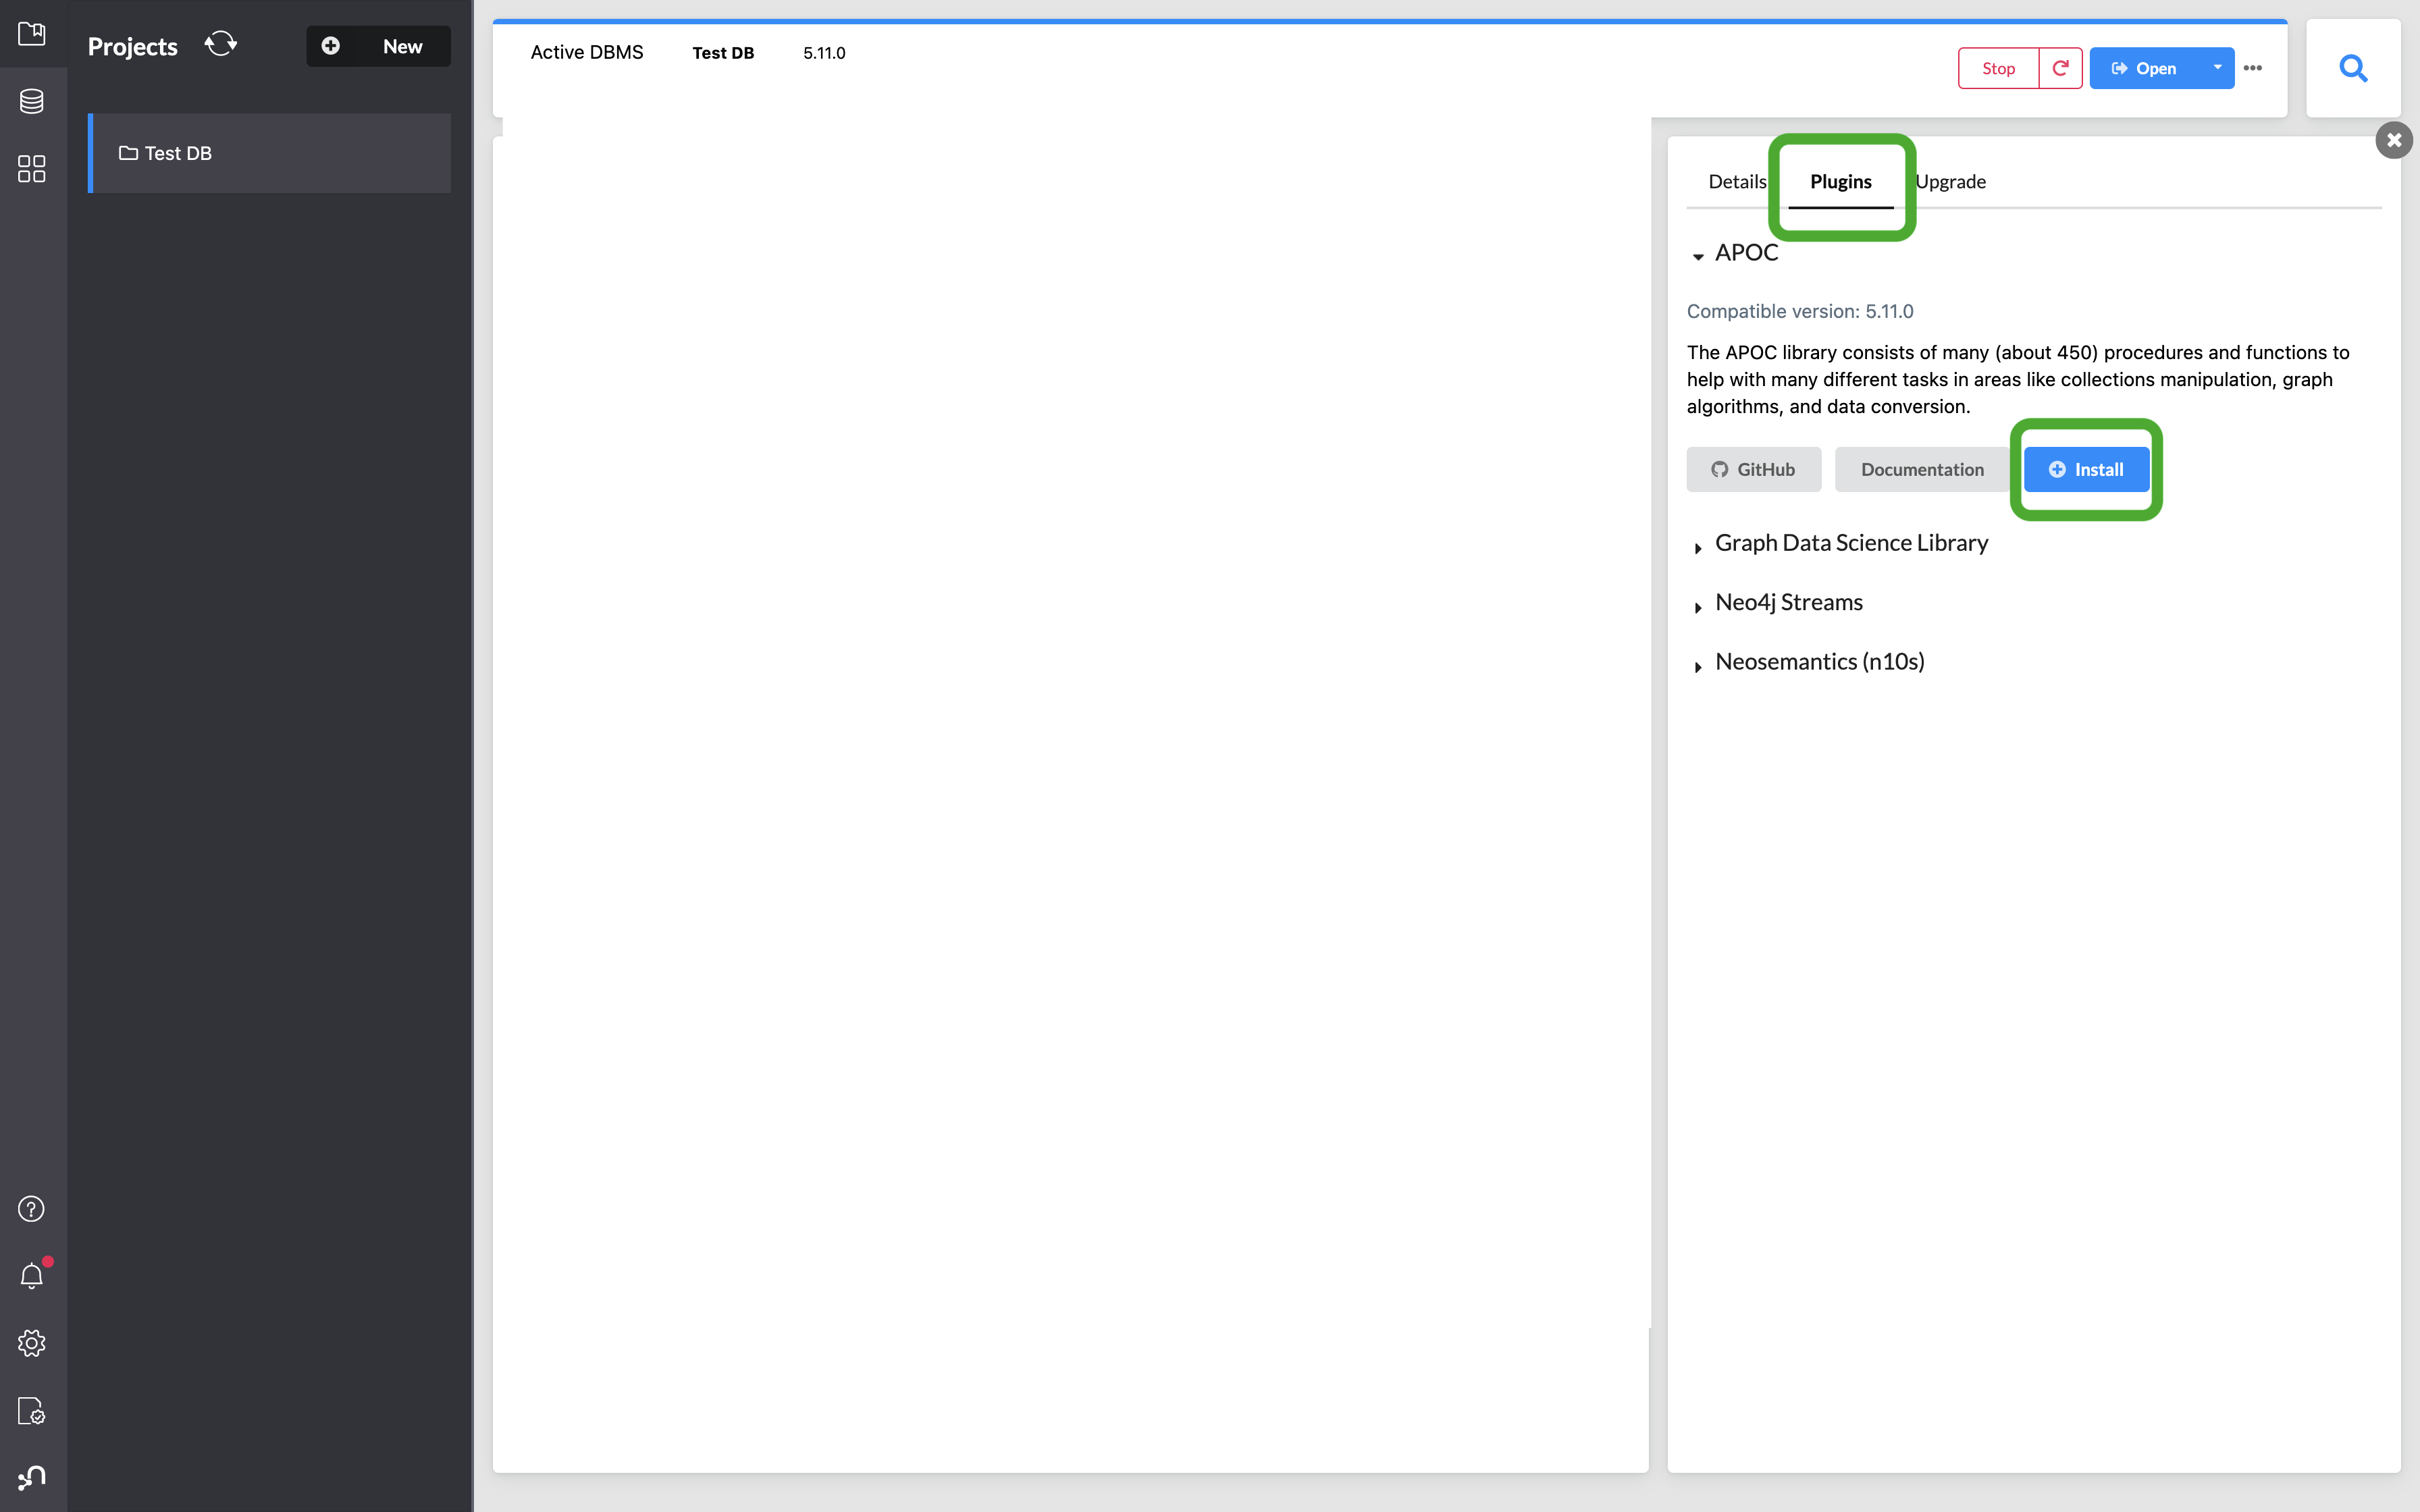 Projects
New
Test DB
Active DBMS
Test DB
5.11.0
Stop
Open
Details
Plugins
Upgrade
APOC
Compatible version: 5.11.0
The APOC library consists of many (about 450) procedures and functions to
help with many different tasks in areas like collections manipulation, graph
algorithms, and data conversion.
GitHub
Documentation
Install
Graph Data Science Library
Neo4j Streams
Neosemantics (n10s)